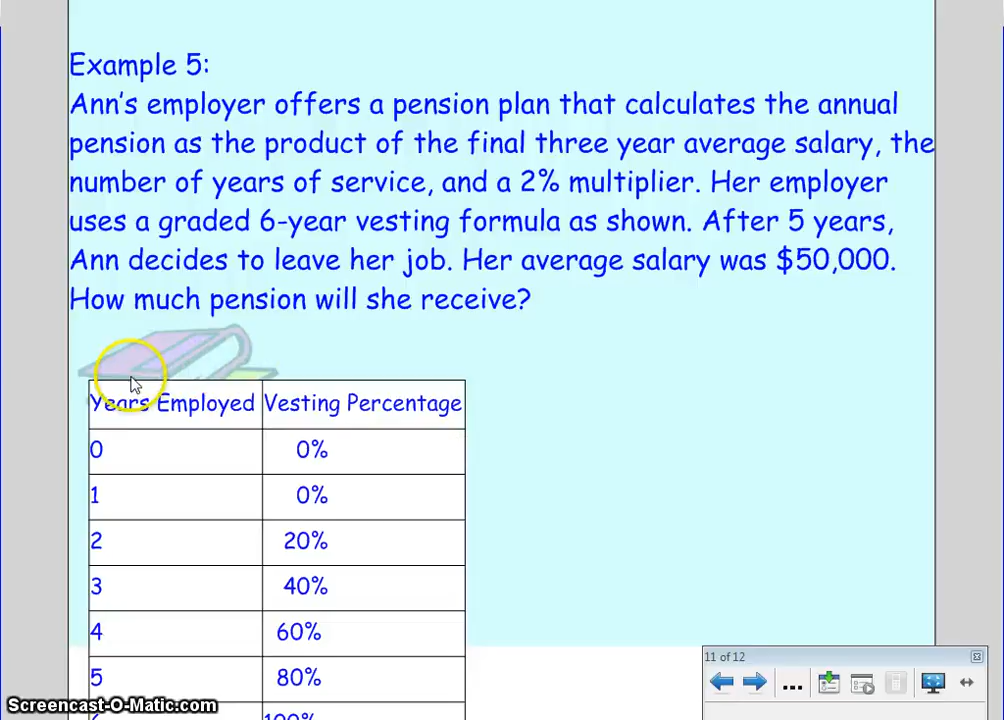 Example 5:
Ann's employer offers a pension plan that calculates the annual
pension as the product of the final three year average salary, the
number of years of service, and a 2% multiplier. Her employer
uses a graded 6-year vesting formula as shown. After 5 years,
Ann decides to leave her job. Her average salary was $50,000.
How much pension will she receive?
Years Employed Vesting Percentage
0 0%
1 0%
2 20%
3 40%
4 60%
5 80%
6 100%
11 of 12
Screencast-O-Matic.com